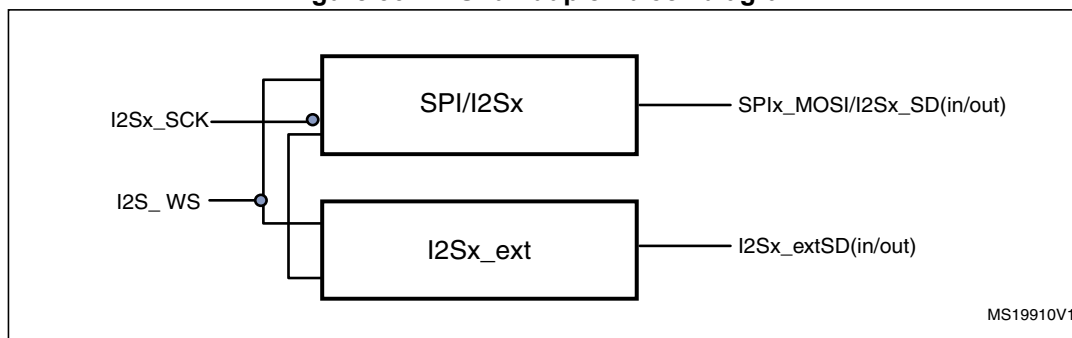 SPI/I2Sx
SPIx_MOSI/I2Sx_SD(in/out)
I2Sx_SCK
I2S_ WS
I2Sx_ext
I2Sx_extSD(in/out)
MS19910V1